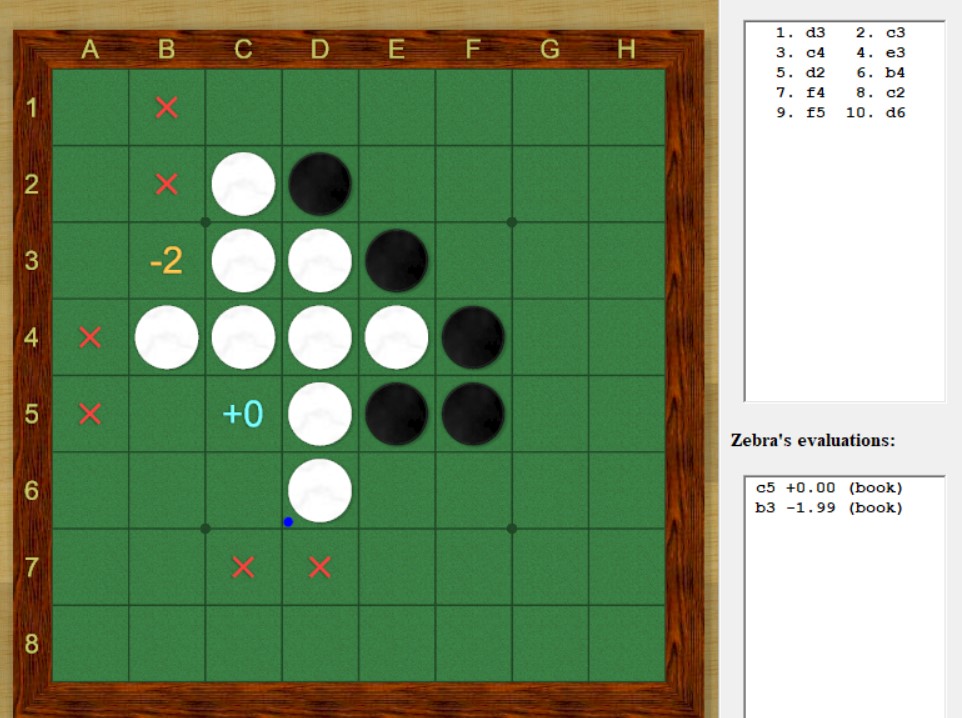 A B C D E F G H
1
2
3 -2
4
5 +0
6
7
8
1. d3 2. c3
3. c4 4. e3
5. d2 6. b4
7. f4 8. c2
9. f5 10. d6
Zebra's evaluations:
c5 +0.00 (book)
b3 -1.99 (book)